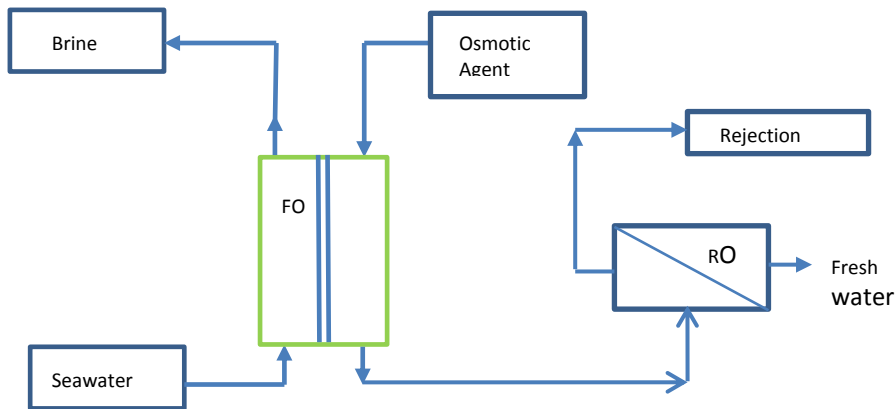 Brine
Osmotic
Agent
Rejection
FO
RO
Fresh
water
Seawater